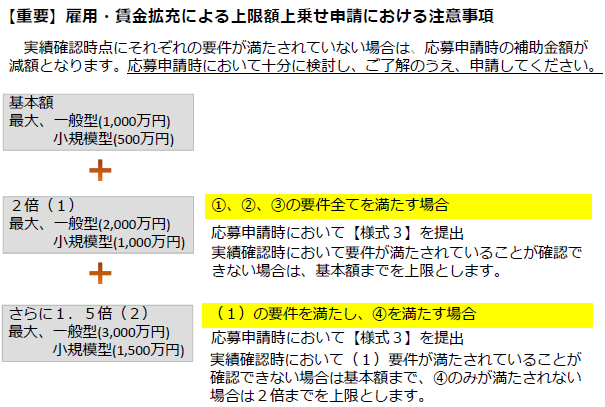 【重要】雇用・賃金拡充による上限額上乗せ申請における注意事項
実績確認時点にそれぞれの要件が満たされていない場合は、応募申請時の補助金額が
減額となります。応募申請時において十分に検討し、ご了解のうえ、申請してください。
基本額
最大、一般型(1,000万円)
小規模型(500万円)
+
2倍(1)
最大、一般型(2,000万円)
小規模型(1,000万円)
①、②、③の要件全てを満たす場合
応募申請時において【様式3】を提出
実績確認時において要件が満たされていることが確認で
きない場合は、基本額までを上限とします。
+
さらに1.5倍(2)
最大、一般型(3,000万円)
小規模型(1,500万円)
(1)の要件を満たし、④を満たす場合
応募申請時において【様式3】を提出
実績確認時において(1)要件が満たされていることが
確認できない場合は基本額まで、④のみが満たされない
場合は2倍までを上限とします。